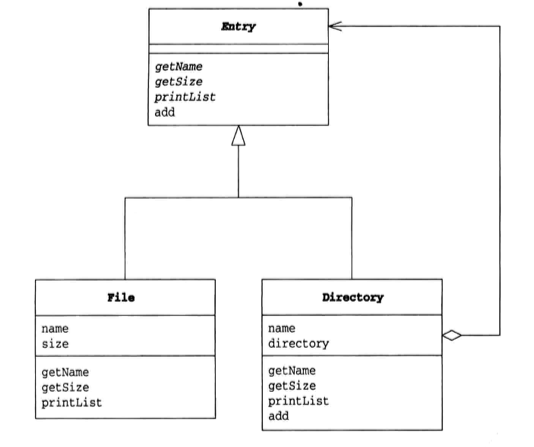 Entry
getName
getSize
printList
add
File
name
size
getName
getSize
printList
Directory
name
directory
getName
getSize
printList
add